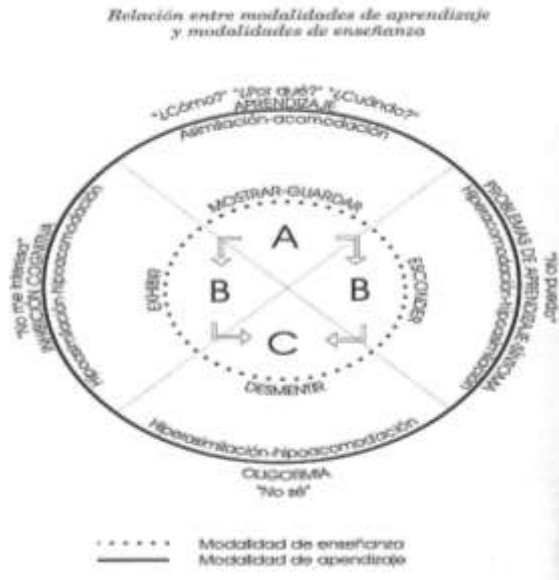 Relación entre modalidades de aprendizaje
y modalidades de enseñanza
"¿Cómo?" "¿Por qué?" "¿Cuándo?"
APRENDIZAJE
Asimilación-acomodación
MOSTRAR-GUARDAR
A
B
B
C
EXHIBIR
ESCONDER
DESMENTIR
"No me interesa"
INHIBICIÓN COGNITIVA
Hipoasimilación-hipoacomodación
"No puedo"
PROBLEMAS DE APRENDIZAJE SÍNTOMA
Hiperacomodación-hipoasimilación
Hiperasimilación-hipoacomodación
"No sé"
Modalidad de enseñanza
Modalidad de apendizaje